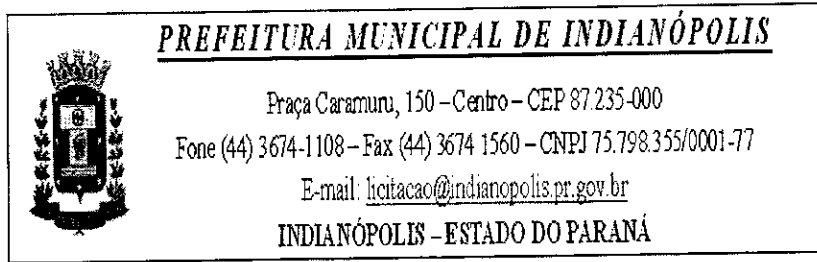 PREFEITURA MUNICIPAL DE INDIANÓPOLIS
Praça Caramuru, 150 – Centro – CEP 87.235-000
Fone (44) 3674-1108 – Fax (44) 3674 1560 – CNPJ 75.798.355/0001-77
E-mail: licitacao@indianopolis.pr.gov.br
INDIANÓPOLIS – ESTADO DO PARANÁ